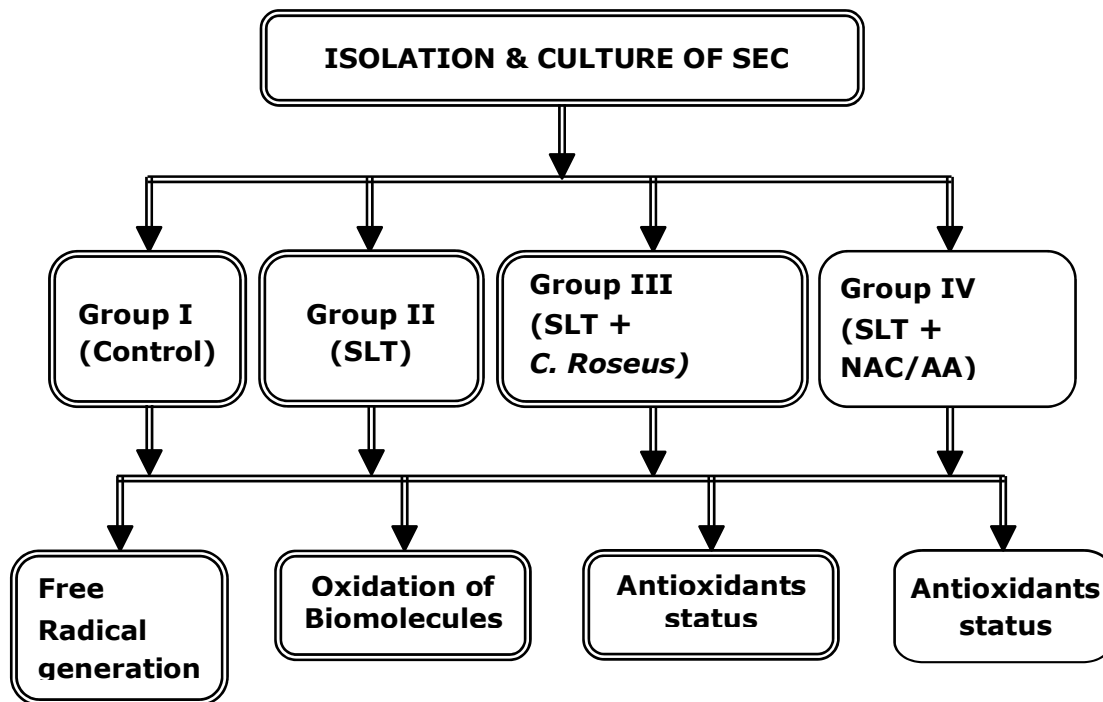 ISOLATION & CULTURE OF SEC
Group I
(Control)
Group II
(SLT)
Group III
(SLT +
C. Roseus)
Group IV
(SLT +
NAC/AA)
Free
Radical
generation
Oxidation of
Biomolecules
Antioxidants
status
Antioxidants
status